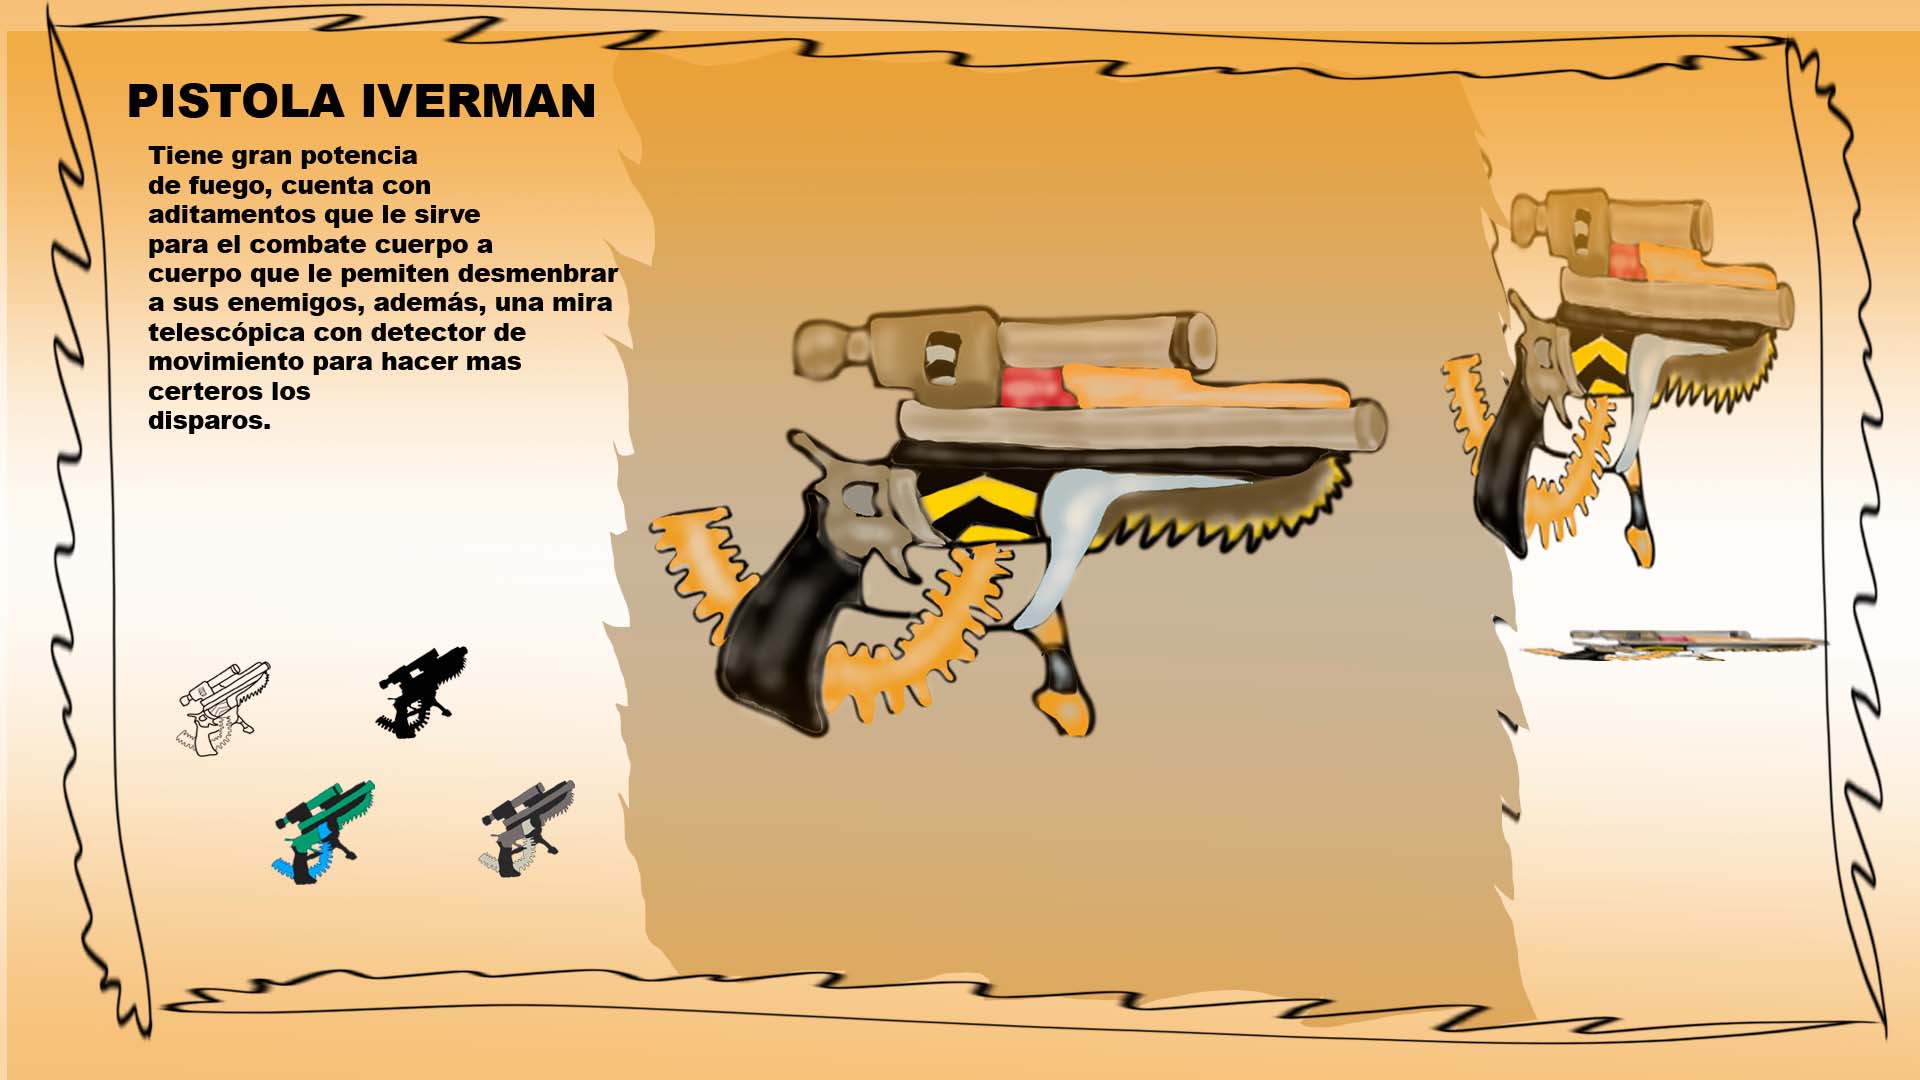 PISTOLA IVERMAN
Tiene gran potencia
de fuego, cuenta con
aditamentos que le sirve
para el combate cuerpo a
cuerpo que le pemiten desmenbrar
a sus enemigos, además, una mira
telescópica con detector de
movimiento para hacer mas
certeros los
disparos.